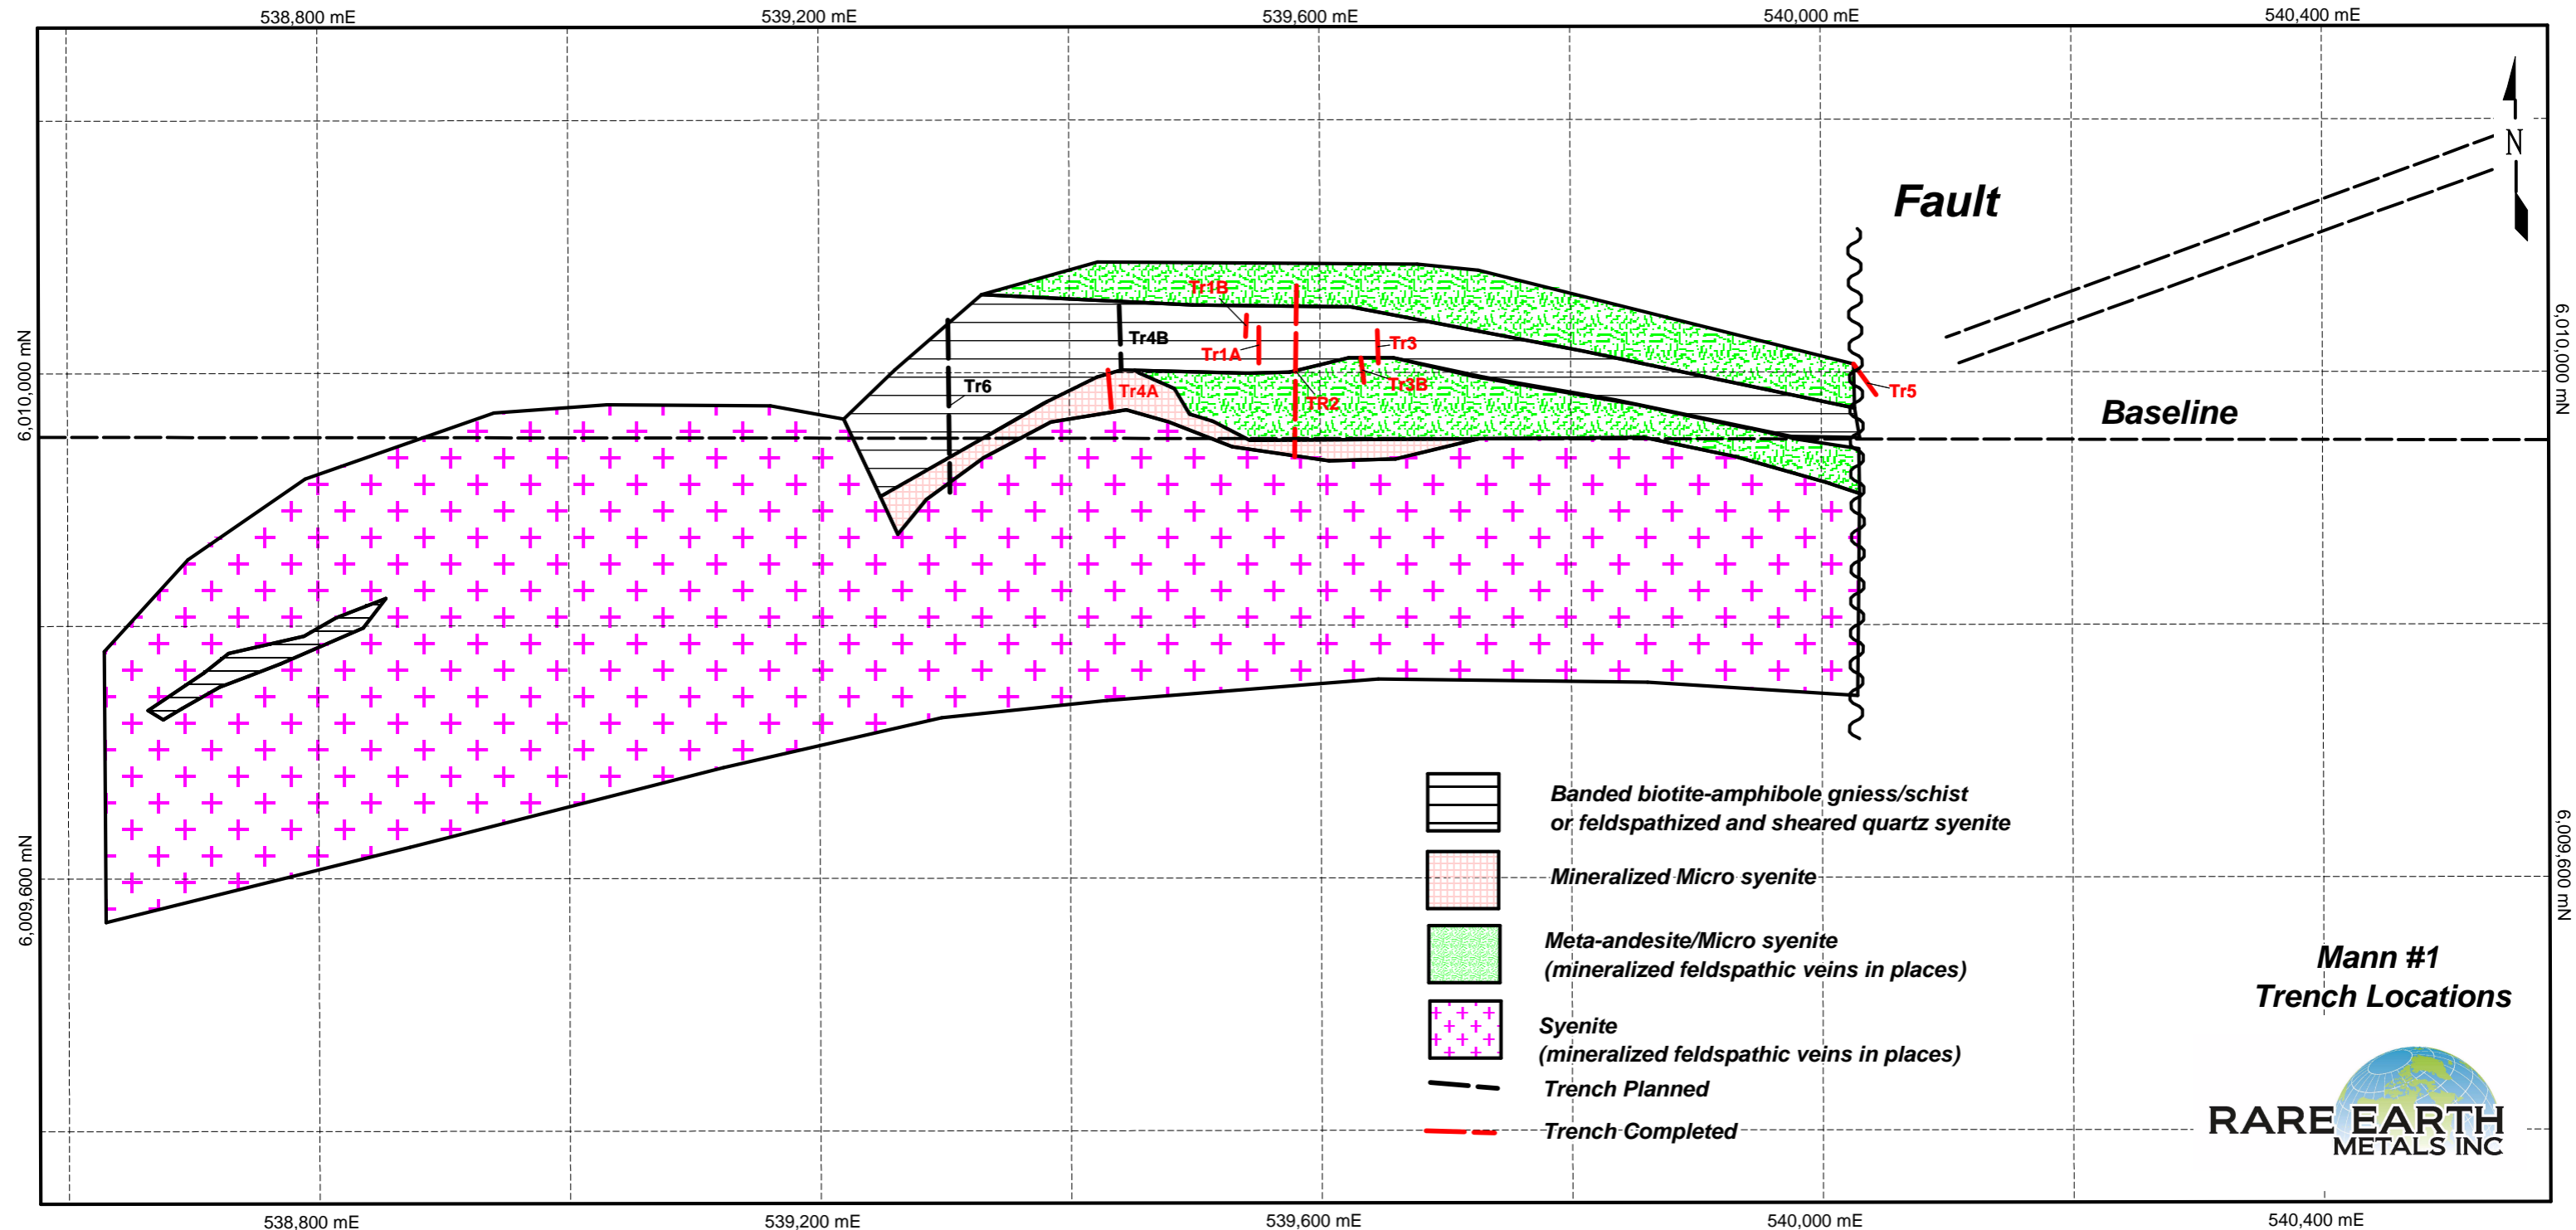 538,800 mE
539,200 mE
539,600 mE
540,000 mE
540,400 mE
N
Fault
6,010,000 mN
6,010,000 mN
Tr1B
Tr4B
Tr1A
Tr3
Tr6
Tr4A
Tr3B
TR2
Tr5
Baseline
6,009,600 mN
6,009,600 mN
Banded biotite-amphibole gniess/schist
or feldspathized and sheared quartz syenite
Mineralized Micro syenite
Meta-andesite/Micro syenite
(mineralized feldspathic veins in places)
Syenite
(mineralized feldspathic veins in places)
Trench Planned
Trench Completed
Mann #1
Trench Locations
RARE EARTH
METALS INC
538,800 mE
539,200 mE
539,600 mE
540,000 mE
540,400 mE